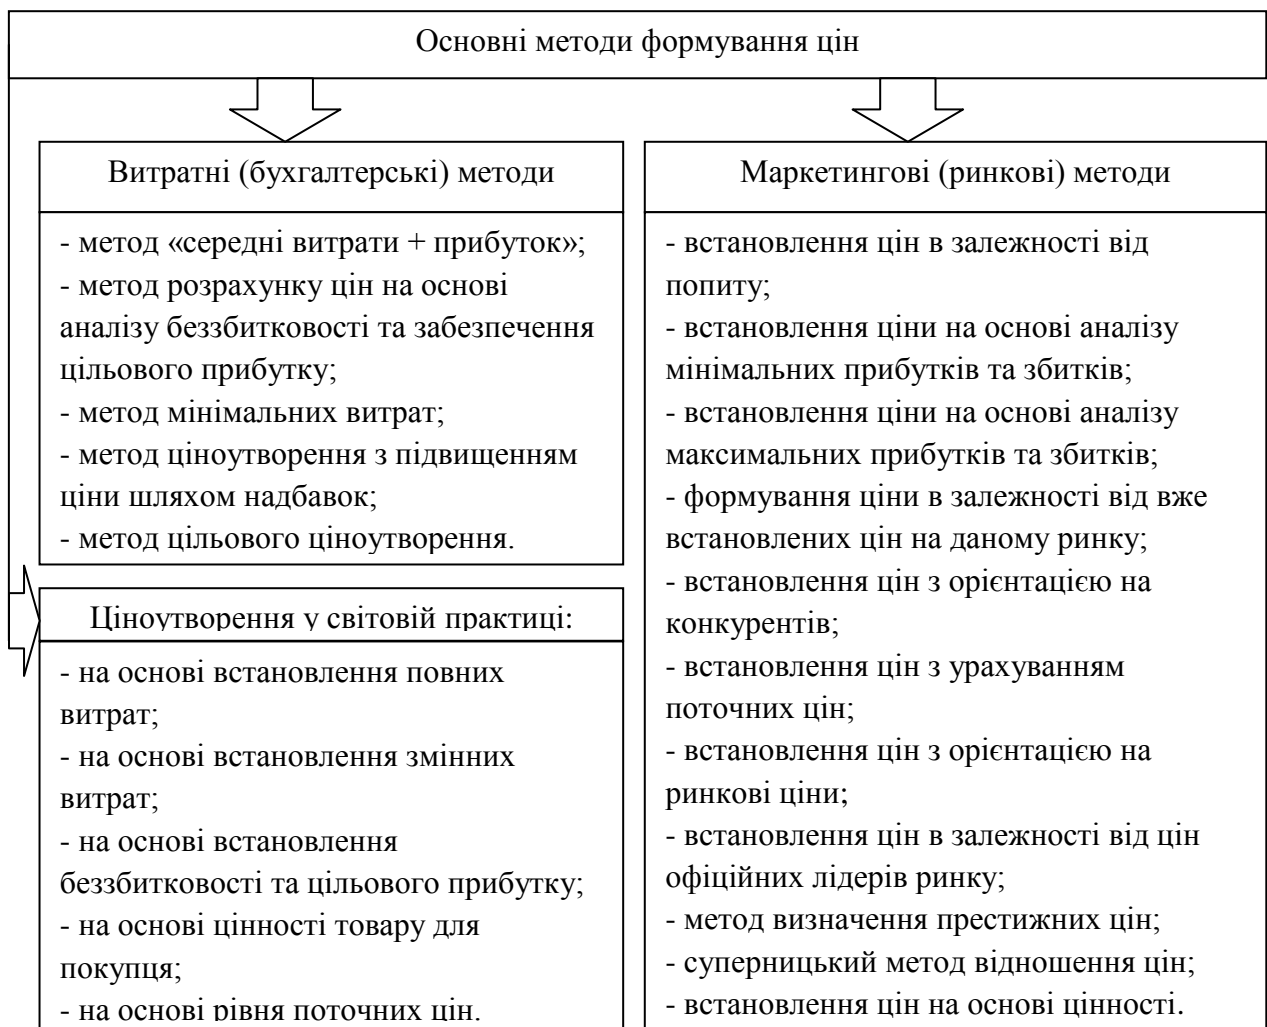 Основні методи формування цін
Витратні (бухгалтерські) методи
- метод «середні витрати + прибуток»;
- метод розрахунку цін на основі
аналізу беззбитковості та забезпечення
цільового прибутку;
- метод мінімальних витрат;
- метод ціноутворення з підвищенням
ціни шляхом надбавок;
- метод цільового ціноутворення.
Ціноутворення у світовій практиці:
- на основі встановлення повних
витрат;
- на основі встановлення змінних
витрат;
- на основі встановлення
беззбитковості та цільового прибутку;
- на основі цінності товару для
покупця;
- на основі рівня поточних цін.
Маркетингові (ринкові) методи
- встановлення цін в залежності від
попиту;
- встановлення ціни на основі аналізу
мінімальних прибутків та збитків;
- встановлення ціни на основі аналізу
максимальних прибутків та збитків;
- формування ціни в залежності від вже
встановлених цін на даному ринку;
- встановлення цін з орієнтацією на
конкурентів;
- встановлення цін з урахуванням
поточних цін;
- встановлення цін з орієнтацією на
ринкові ціни;
- встановлення цін в залежності від цін
офіційних лідерів ринку;
- метод визначення престижних цін;
- суперницький метод відношення цін;
- встановлення цін на основі цінності.